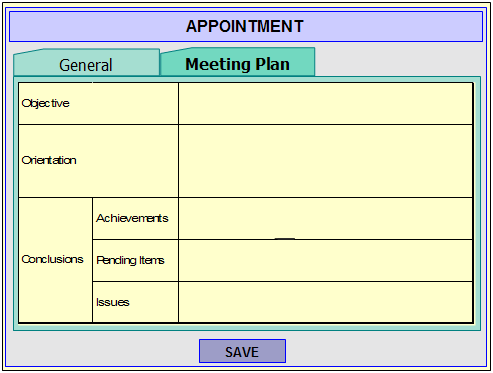 APPOINTMENT
General
Meeting Plan
Objective
Orientation
Conclusions
Achievements
Pending Items
Issues
SAVE